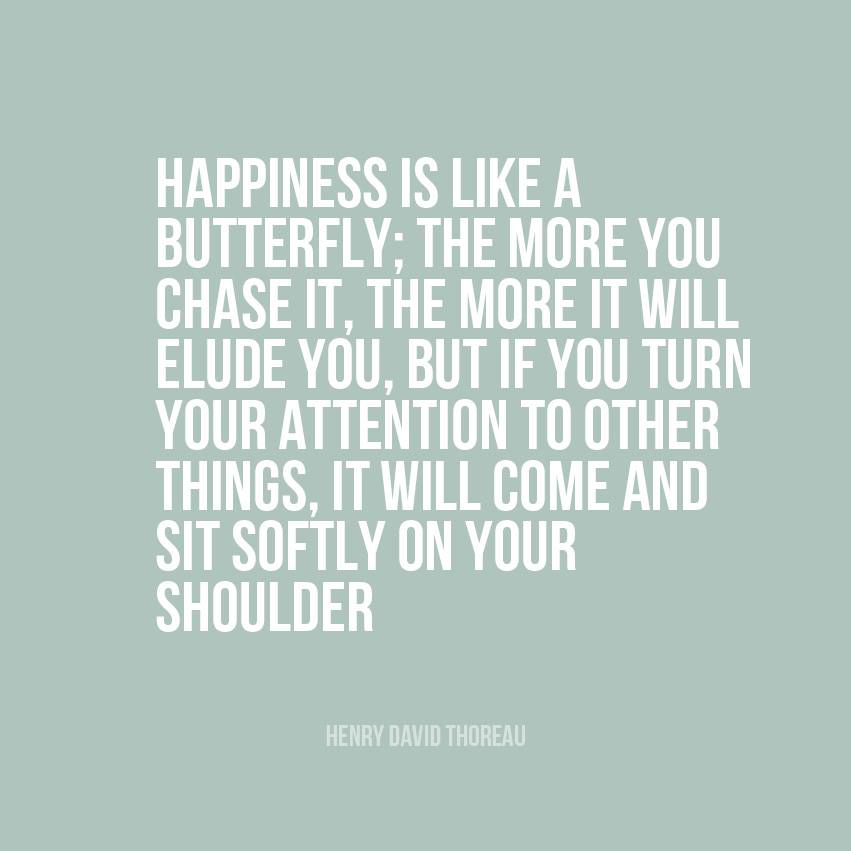 HAPPINESS IS LIKE A
BUTTERFLY; THE MORE YOU
CHASE IT, THE MORE IT WILL
ELUDE YOU, BUT IF YOU TURN
YOUR ATTENTION TO OTHER
THINGS, IT WILL COME AND
SIT SOFTLY ON YOUR
SHOULDER
HENRY DAVID THOREAU